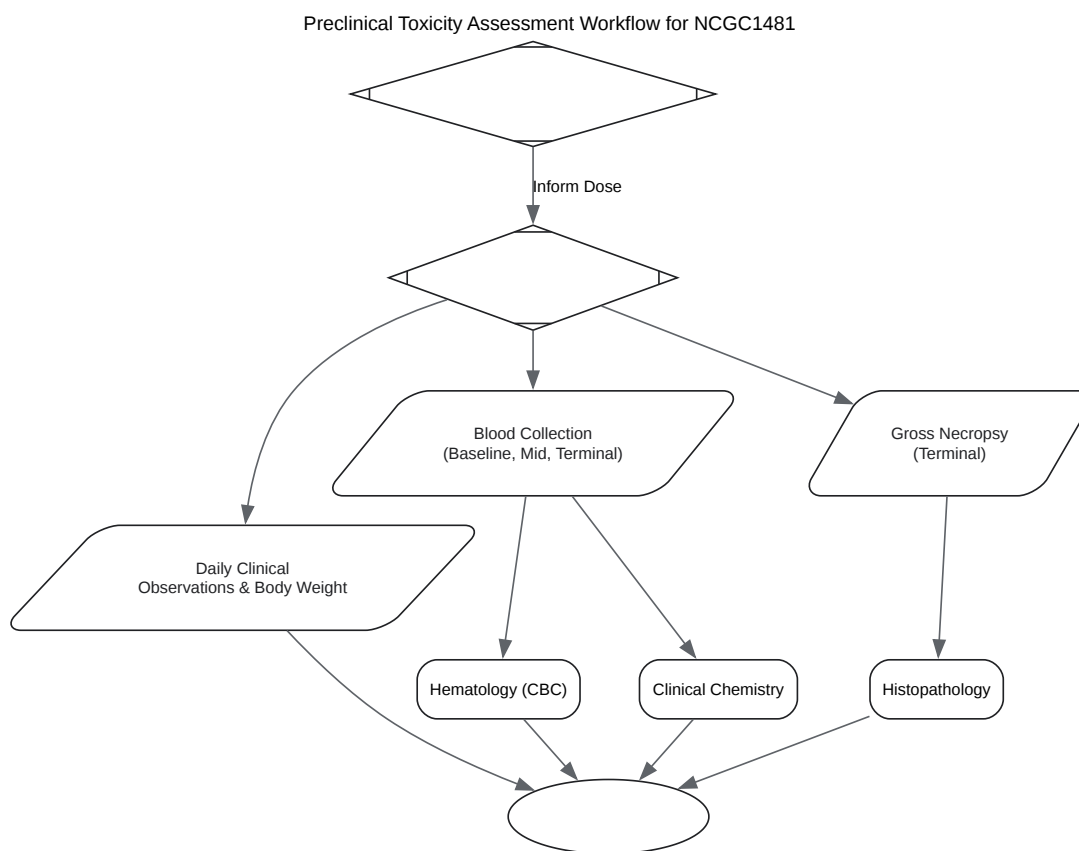 Preclinical Toxicity Assessment Workflow for NCGC1481
Inform Dose
Blood Collection
(Baseline, Mid, Terminal)
Gross Necropsy
(Terminal)
Daily Clinical
Observations & Body Weight
Hematology (CBC)
Clinical Chemistry
Histopathology